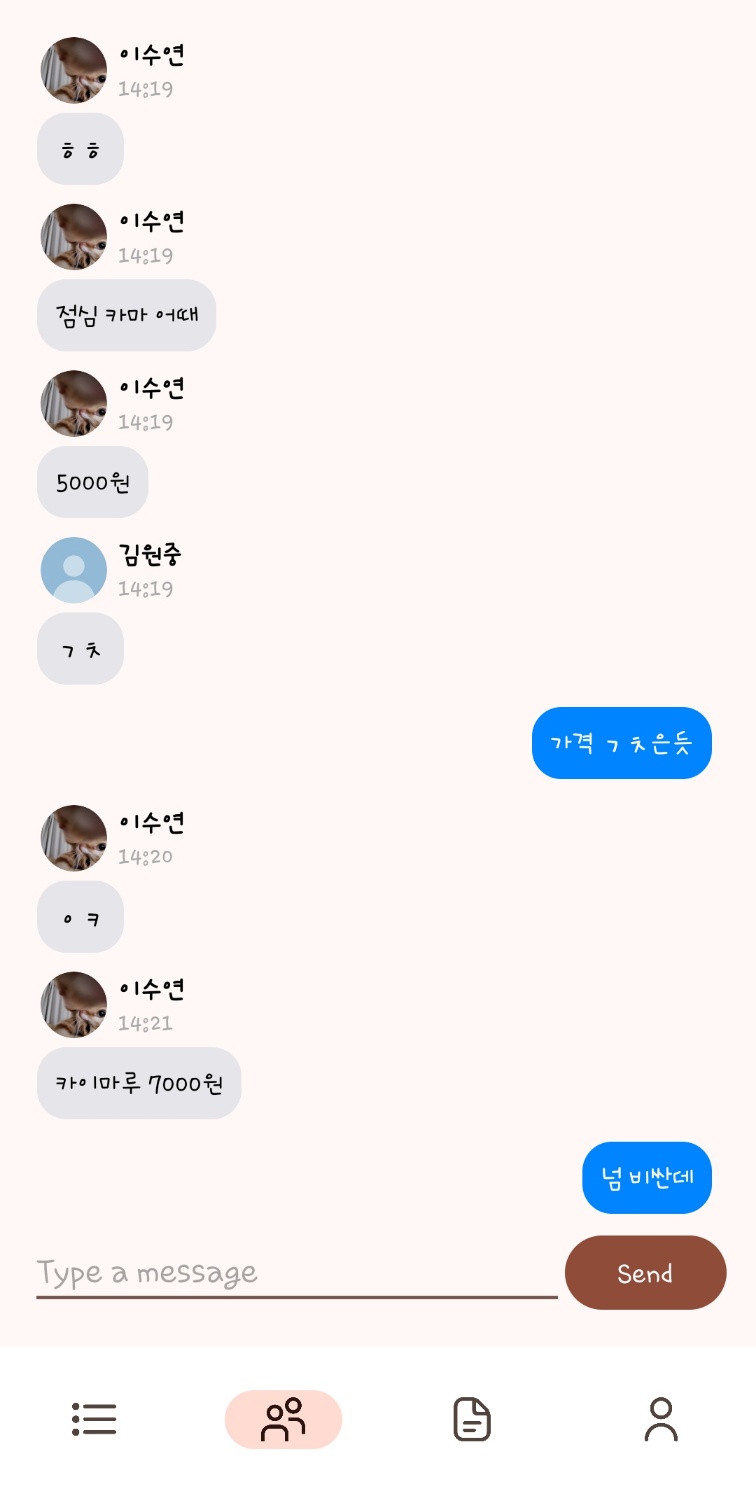 이수연
14:19
ㅎㅎ
이수연
14:19
점심 카마 어때
이수연
14:19
5000원
김원중
14:19
ㄱㅊ
가격 ㄱㅊ은듯
이수연
14:20
ㅇㅋ
이수연
14:21
카이마루 7000원
넘 비싼데
Type a message
Send